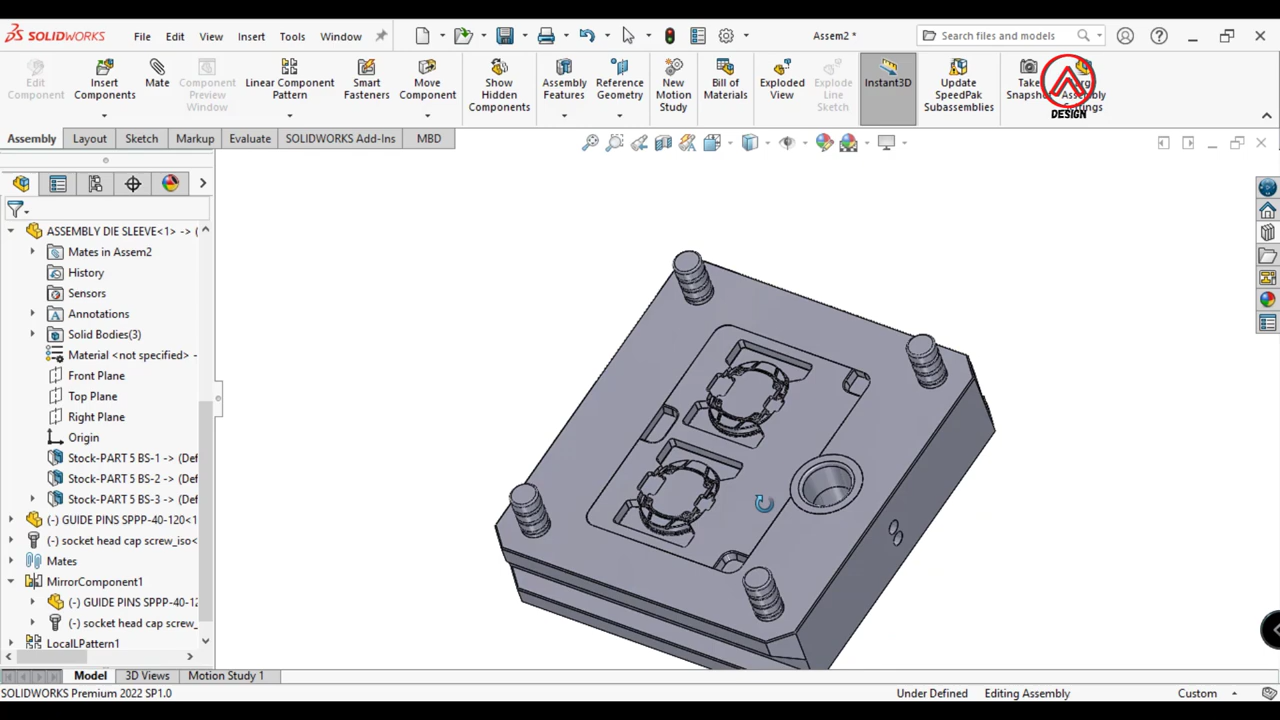 SOLIDWORKS File Edit View Insert Tools Window Assem2 * Search files and models
Edit Component
Insert Components
Mate
Component Preview Window
Linear Component Pattern
Smart Fasteners
Move Component
Show Hidden Components
Assembly Features
Reference Geometry
New Motion Study
Bill of Materials
Exploded View
Explode Line Sketch
Instant3D
Update SpeedPak Subassemblies
Take Snapshot
Assembly
DESIGN
Assembly Layout Sketch Markup Evaluate SOLIDWORKS Add-Ins MBD
ASSEMBLY DIE SLEEVE<1> -> (
Mates in Assem2
History
Sensors
Annotations
Solid Bodies(3)
Material <not specified> -
Front Plane
Top Plane
Right Plane
Origin
Stock-PART 5 BS-1 -> (Def
Stock-PART 5 BS-2 -> (Def
Stock-PART 5 BS-3 -> (Def
(-) GUIDE PINS SPPP-40-120<1
(-) socket head cap screw_iso<
Mates
MirrorComponent1
(-) GUIDE PINS SPPP-40-12
(-) socket head cap screw_
LocalLPattern1
Model 3D Views Motion Study 1
SOLIDWORKS Premium 2022 SP1.0 Under Defined Editing Assembly Custom